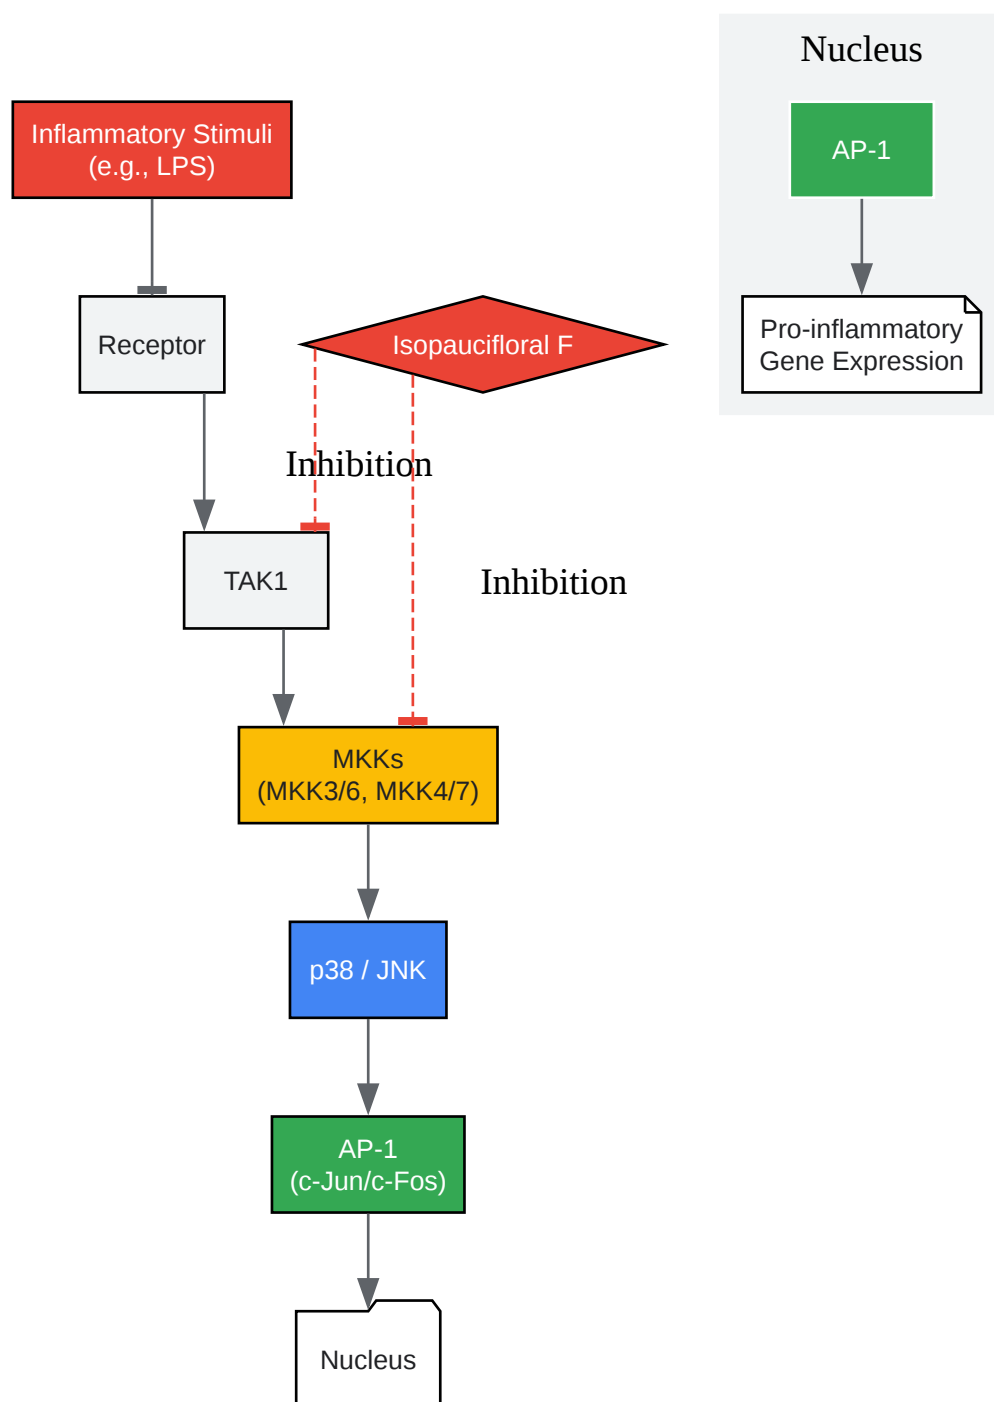 Nucleus
Inflammatory Stimuli
(e.g., LPS)
AP-1
Receptor
Isopaucifloral F
Pro-inflammatory
Gene Expression
Inhibition
TAK1
Inhibition
MKKs
(MKK3/6, MKK4/7)
p38 / JNK
AP-1
(c-Jun/c-Fos)
Nucleus